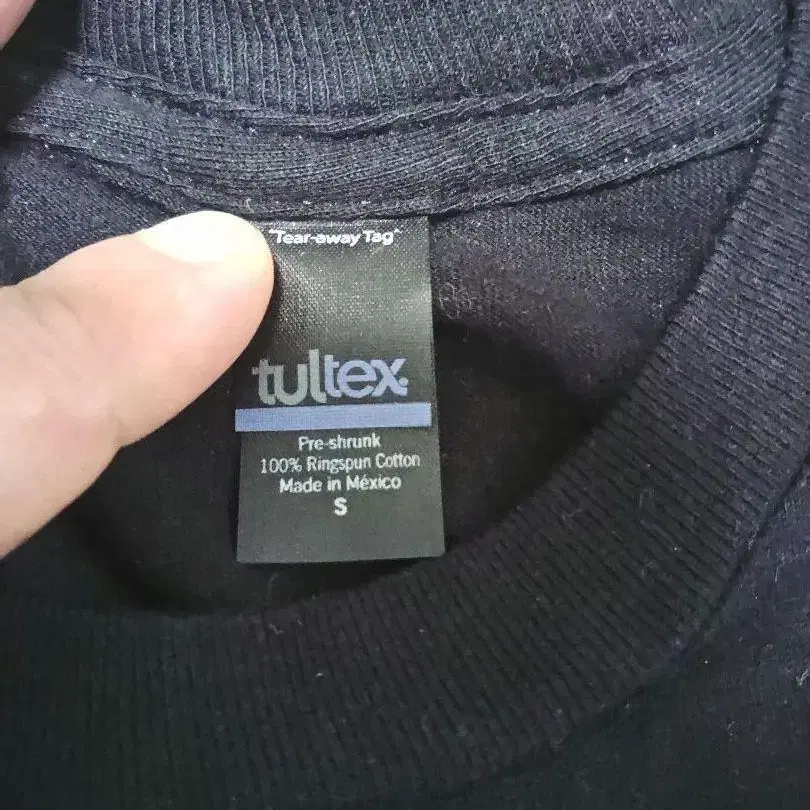 "Tear-away Tag"
tultex
Pre-shrunk
100% Ringspun Cotton
Made in México
S